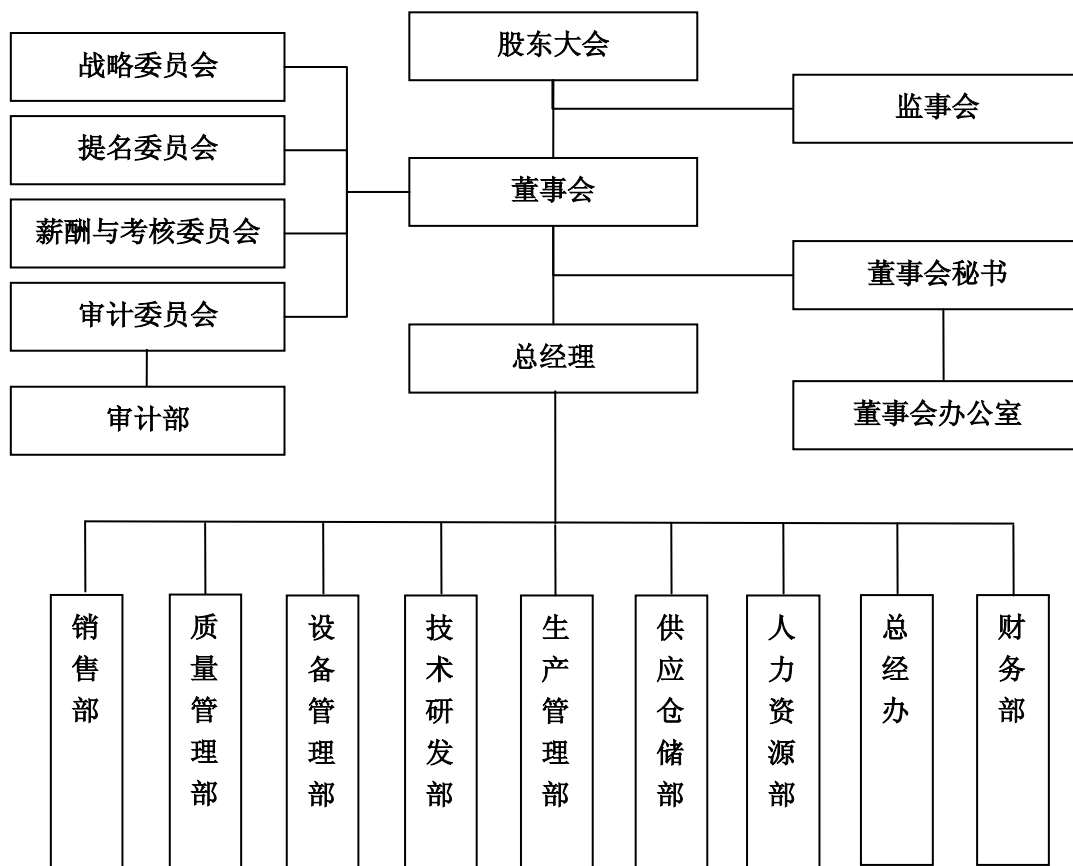 股东大会
战略委员会
监事会
提名委员会
董事会
薪酬与考核委员会
董事会秘书
审计委员会
总经理
审计部
董事会办公室
销售部
质量管理部
设备管理部
技术研发部
生产管理部
供应仓储部
人力资源部
总经办
财务部